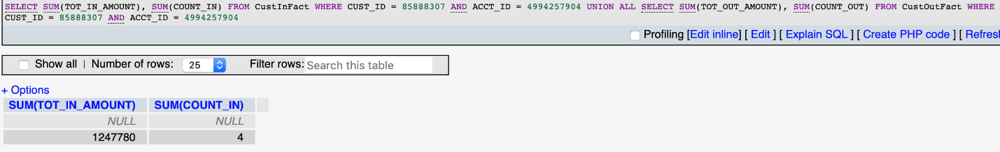 SELECT SUM(TOT_IN_AMOUNT), SUM(COUNT_IN) FROM CustInFact WHERE CUST_ID = 85888307 AND ACCT_ID = 4994257904 UNION ALL SELECT SUM(TOT_OUT_AMOUNT), SUM(COUNT_OUT) FROM CustOutFact WHERE
CUST_ID = 85888307 AND ACCT_ID = 4994257904
Profiling [Edit inline] [ Edit ] [ Explain SQL ] [ Create PHP code ] [ Refresh
Show all | Number of rows: 25 Filter rows: Search this table
+ Options
SUM(TOT_IN_AMOUNT) SUM(COUNT_IN)
NULL NULL
1247780 4